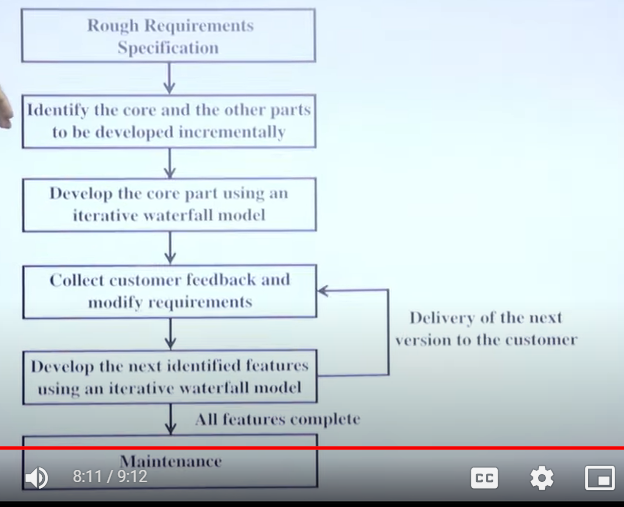 Rough Requirements
Specification
Identify the core and the other parts
to be developed incrementally
Develop the core part using an
iterative waterfall model
Collect customer feedback and
modify requirements
Delivery of the next
version to the customer
Develop the next identified features
using an iterative waterfall model
All features complete
Maintenance
8:11 / 9:12
CC